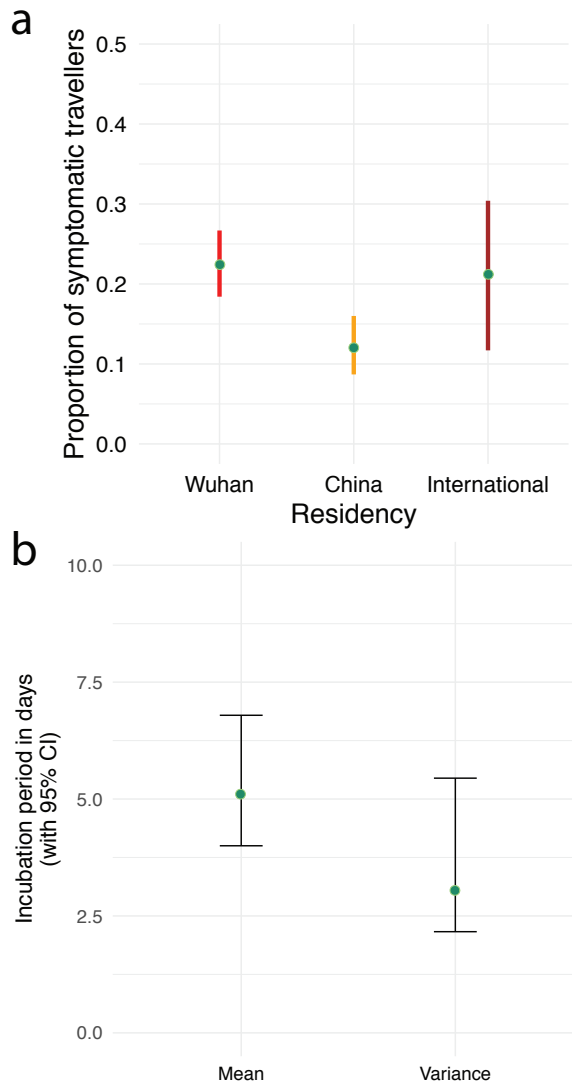 a
Proportion of symptomatic travellers
0.5
0.4
0.3
0.2
0.1
0.0
Wuhan China International
Residency
b
Incubation period in days
(with 95% CI)
10.0
7.5
5.0
2.5
0.0
Mean Variance